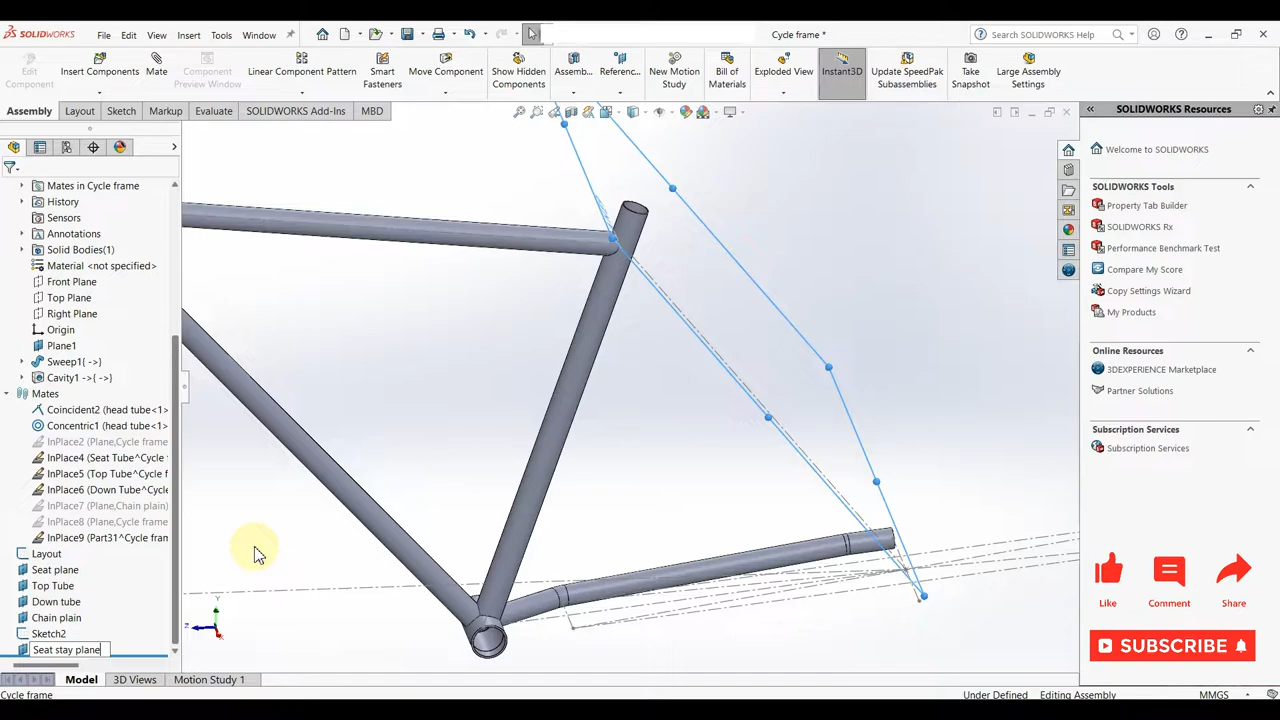 SOLIDWORKS
File
Edit
View
Insert
Tools
Window
Cycle frame *
Search SOLIDWORKS Help
Edit
Component
Insert Components
Mate
Component
Preview Window
Linear Component Pattern
Smart
Fasteners
Move Component
Show Hidden
Components
Assemb...
Referenc...
New Motion
Study
Bill of
Materials
Exploded View
Instant3D
Update SpeedPak
Subassemblies
Take
Snapshot
Large Assembly
Settings
Assembly
Layout
Sketch
Markup
Evaluate
SOLIDWORKS Add-Ins
MBD
SOLIDWORKS Resources
Welcome to SOLIDWORKS
SOLIDWORKS Tools
Property Tab Builder
SOLIDWORKS Rx
Performance Benchmark Test
Compare My Score
Copy Settings Wizard
My Products
Online Resources
3DEXPERIENCE Marketplace
Partner Solutions
Subscription Services
Subscription Services
Mates in Cycle frame
History
Sensors
Annotations
Solid Bodies(1)
Material <not specified>
Front Plane
Top Plane
Right Plane
Origin
Plane1
Sweep1{ ->}
Cavity1 ->{ ->}
Mates
Coincident2 (head tube<1>
Concentric1 (head tube<1>
InPlace2 (Plane,Cycle frame
InPlace4 (Seat Tube^Cycle f
InPlace5 (Top Tube^Cycle f
InPlace6 (Down Tube^Cycle
InPlace7 (Plane,Chain plain)
InPlace8 (Plane,Cycle frame
InPlace9 (Part31^Cycle fram
Layout
Seat plane
Top Tube
Down tube
Chain plain
Sketch2
Seat stay plane
Y
Z
Like
Comment
Share
SUBSCRIBE
Model
3D Views
Motion Study 1
Cycle frame
Under Defined
Editing Assembly
MMGS